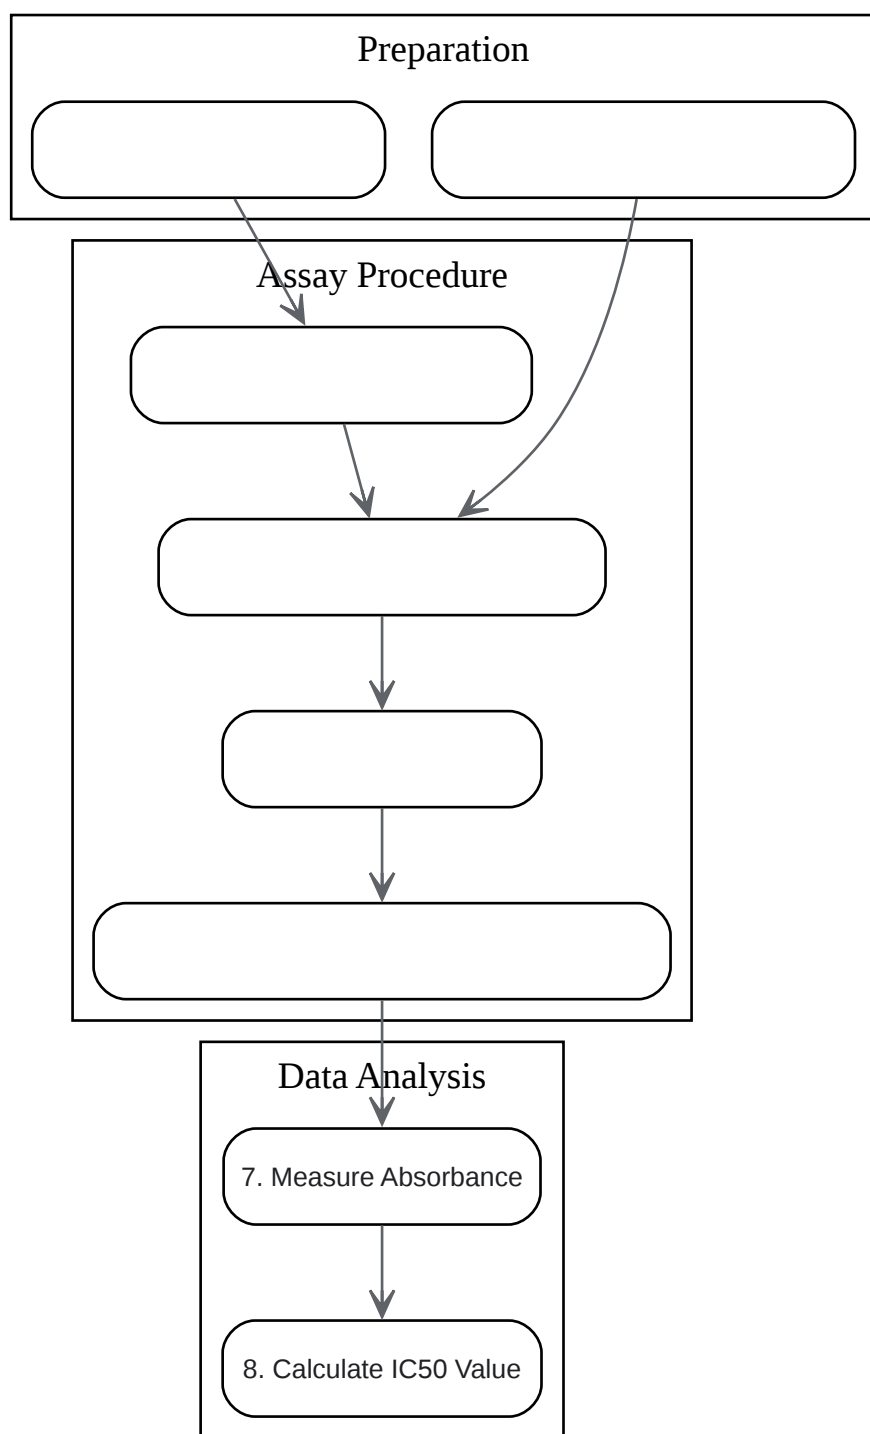 Preparation
Assay Procedure
Data Analysis
7. Measure Absorbance
8. Calculate IC50 Value